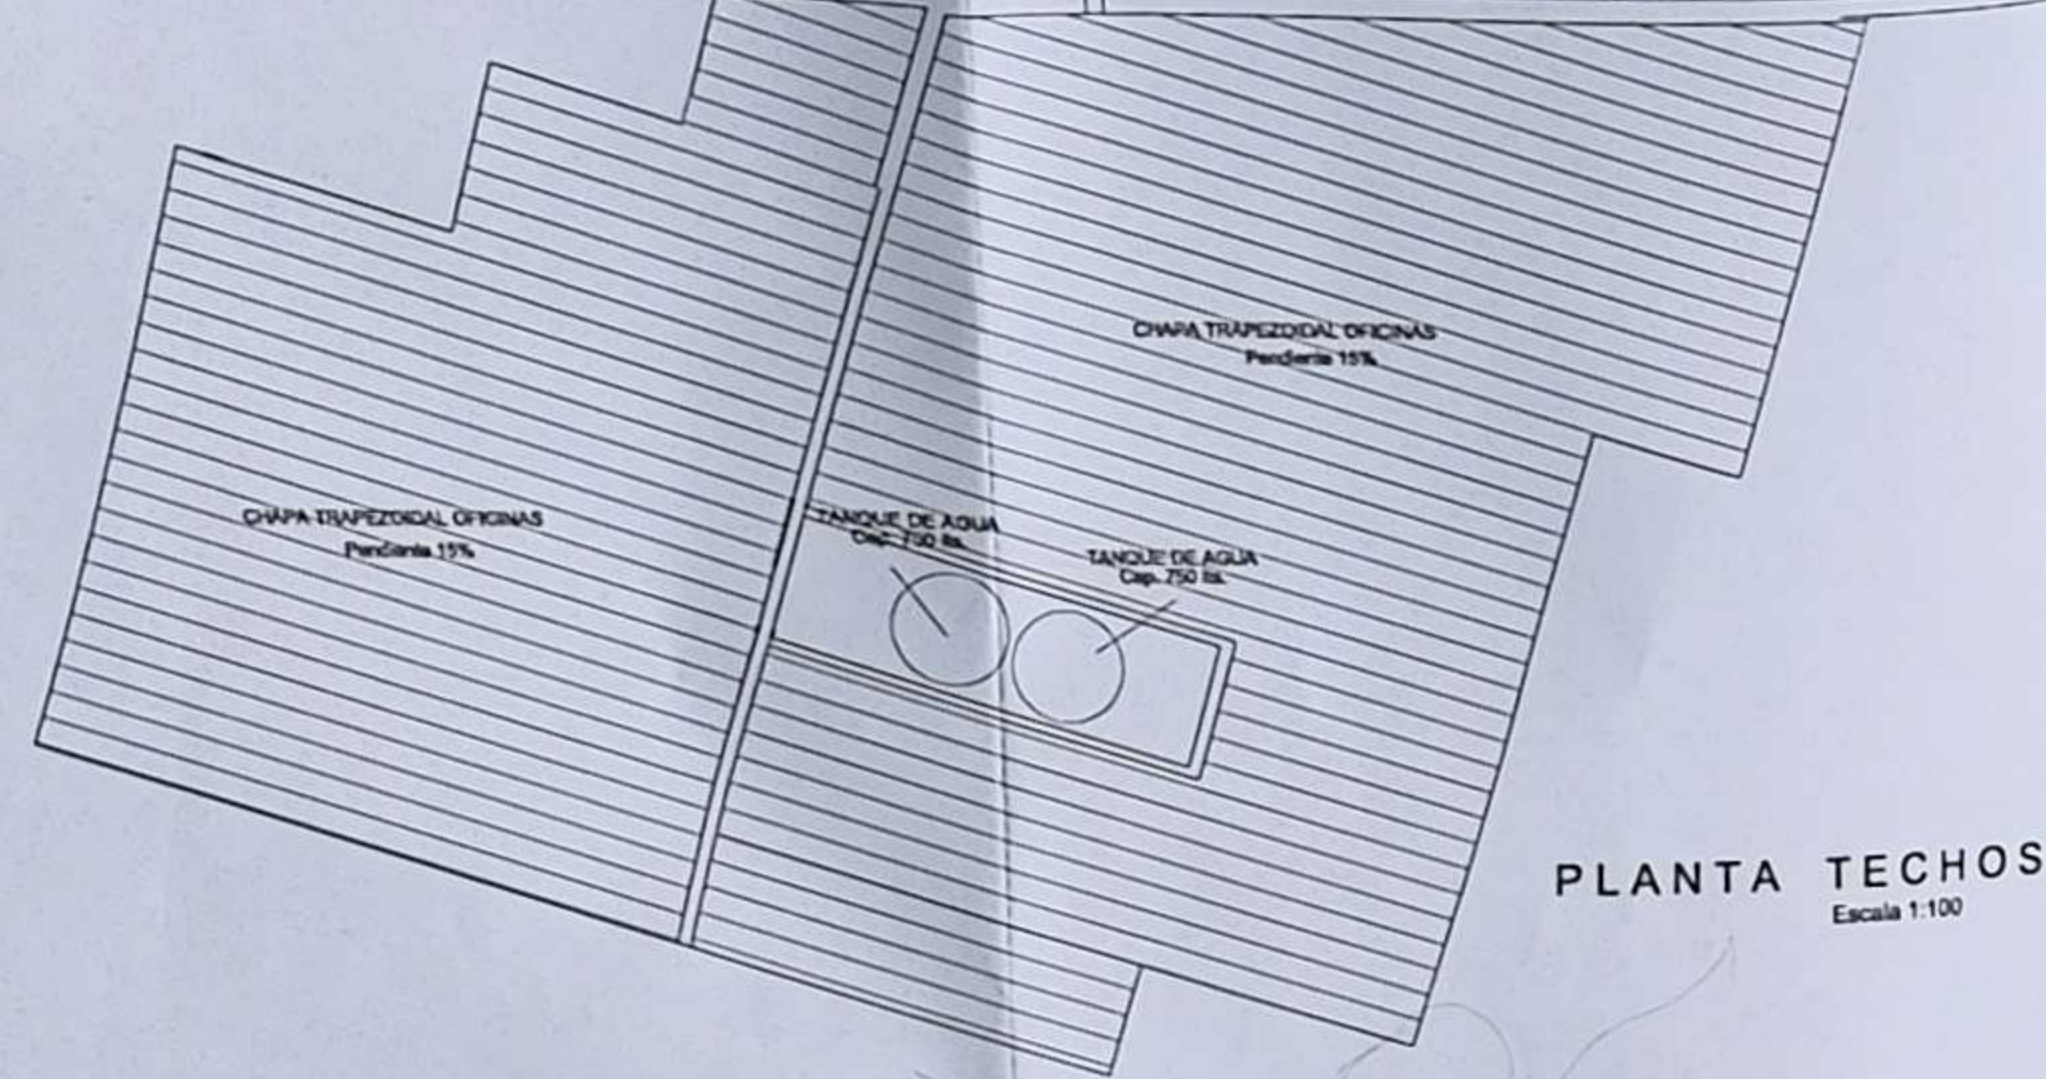 CHAPA TRAPEZOIDAL OFICINAS
Pendiente 15%
CHAPA TRAPEZOIDAL OFICINAS
Pendiente 15%
TANQUE DE AGUA
Cap. 750 lts.
TANQUE DE AGUA
Cap. 750 lts.
PLANTA TECHOS
Escala 1:100